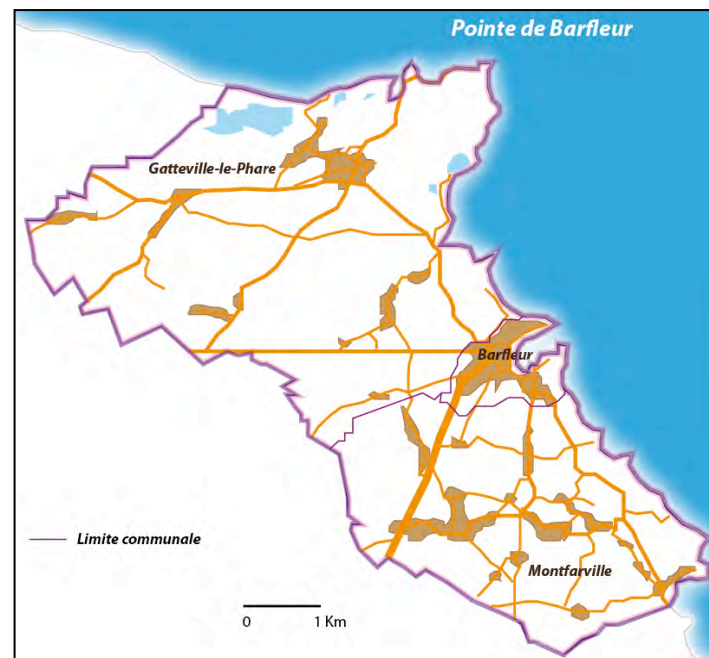 Pointe de Barfleur
Gatteville-le-Phare
Barfleur
Limite communale
Montfarville
0 1 Km